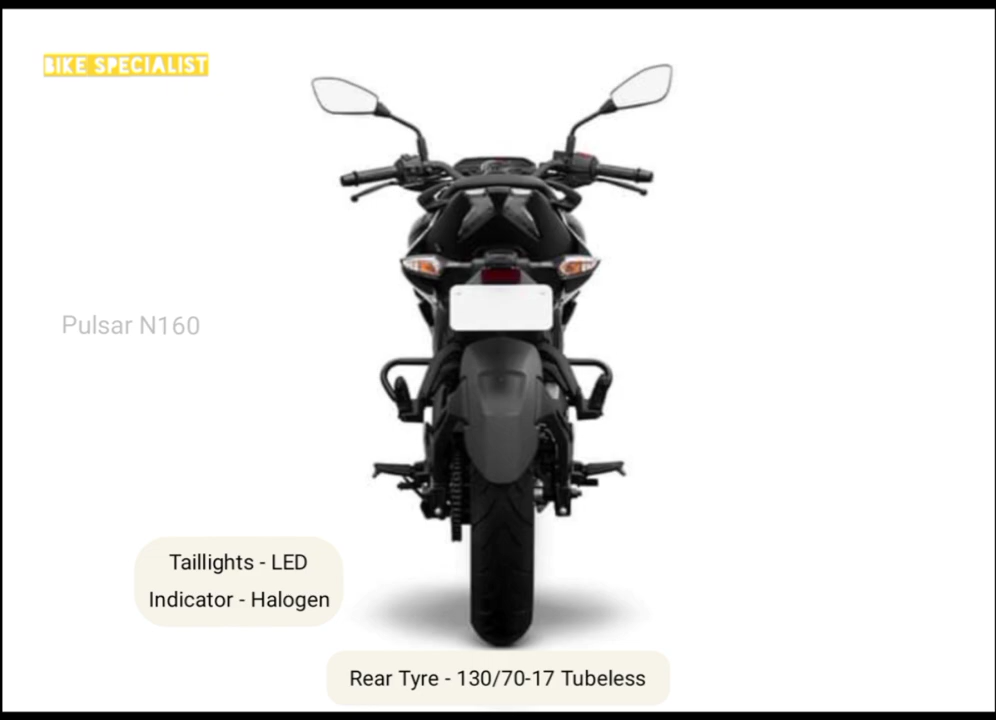 BIKE SPECIALIST
Pulsar N160
Taillights - LED
Indicator - Halogen
Rear Tyre - 130/70-17 Tubeless